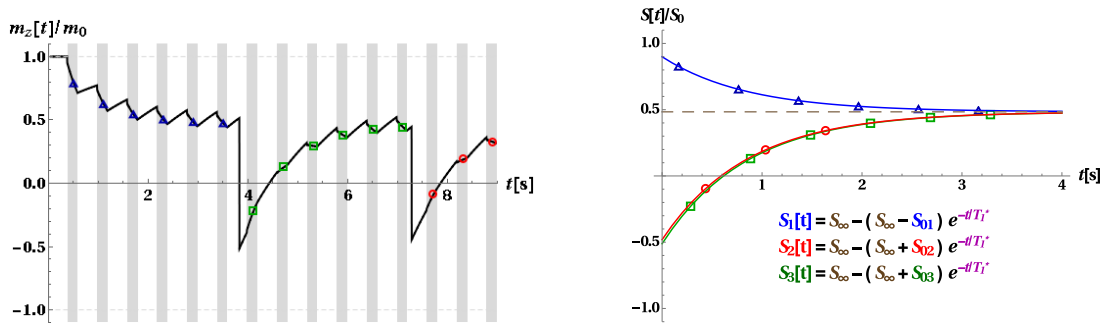 m_z[t]/m_0
1.0
0.5
0.0
-0.5
-1.0
2
4
6
8
t[s]
S[t]/S_0
1.0
0.5
-0.5
-1.0
1
2
3
4
t[s]
S_1[t] = S_∞ - ( S_∞ - S_01 ) e^{-t/T_1^*}
S_2[t] = S_∞ - ( S_∞ + S_02 ) e^{-t/T_1^*}
S_3[t] = S_∞ - ( S_∞ + S_03 ) e^{-t/T_1^*}